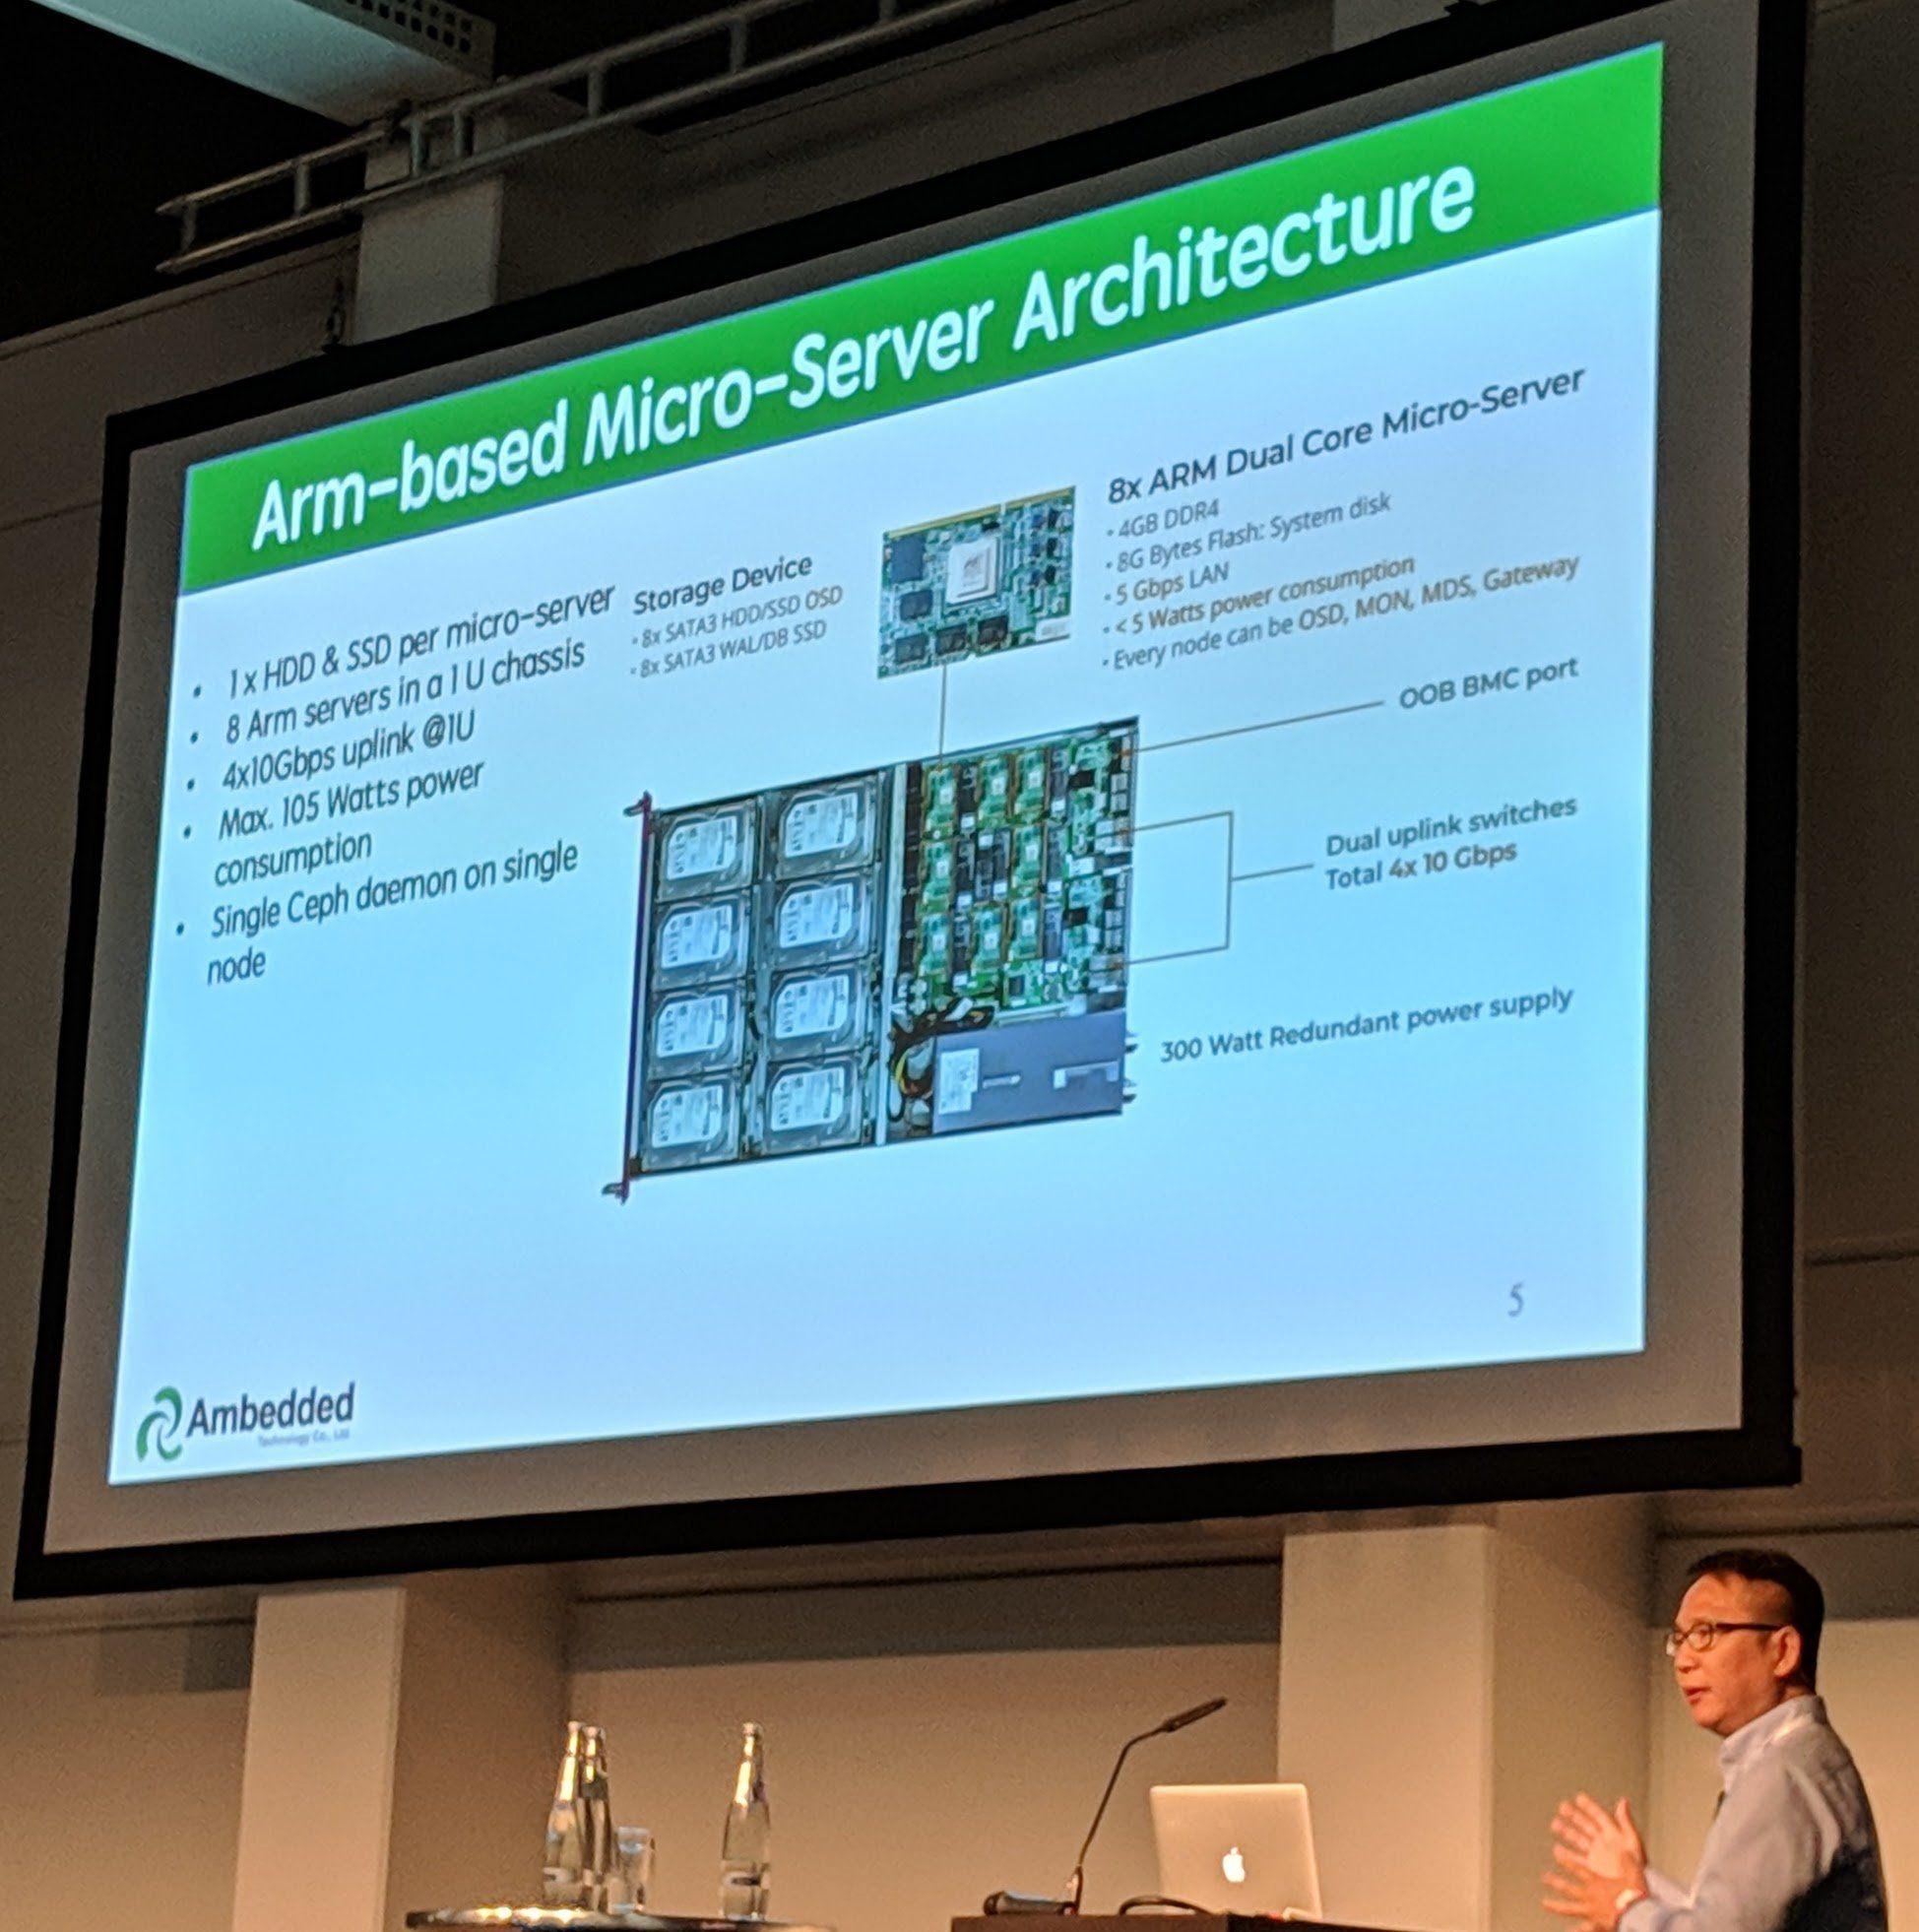 Arm-based Micro-Server Architecture
• 1 x HDD & SSD per micro-server
• 8 Arm servers in a 1 U chassis
• 4x10Gbps uplink @1U
• Max. 105 Watts power
consumption
• Single Ceph daemon on single
node
Storage Device
• 8x SATA3 HDD/SSD OSD
• 8x SATA3 WAL/DB SSD
8x ARM Dual Core Micro-Server
• 4GB DDR4
• 8G Bytes Flash: System disk
• 5 Gbps LAN
• < 5 Watts power consumption
• Every node can be OSD, MON, MDS, Gateway
OOB BMC port
Dual uplink switches
Total 4x 10 Gbps
300 Watt Redundant power supply
5
Ambedded
Technology Co., Ltd.